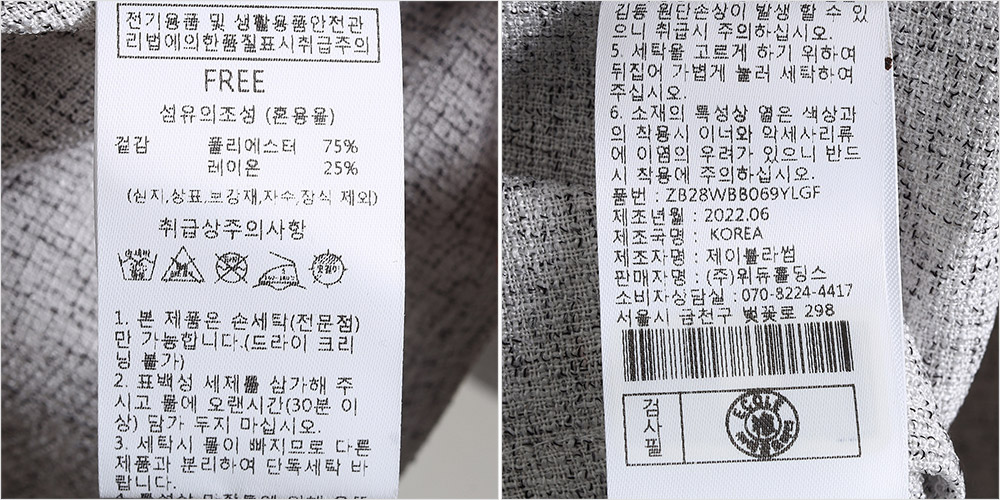 전기용품 및 생활용품안전관
리법에의한품질표시취급주의
FREE
섬유의조성 (혼용율)
겉감 폴리에스터 75%
레이온 25%
(심지,상표,보강재,자수,장식 제외)
취급상주의사항
1. 본 제품은 손세탁(전문점)
만 가능합니다.(드라이 크리
닝 불가)
2. 표백성 세제를 삼가해 주
시고 물에 오랜시간(30분 이
상) 담가 두지 마십시오.
3. 세탁시 물이 빠지므로 다른
제품과 분리하여 단독세탁 바
랍니다.
김동 원단손상이 발생 할 수 있
으니 취급시 주의하십시오.
5. 세탁물 고르게 하기 위하여
뒤집어 가볍게 눌러 세탁하여
주십시오.
6. 소재의 특성상 옅은 색상과
의 착용시 이너와 악세사리류
에 이염의 우려가 있으니 반드
시 착용에 주의하십시오.
품번 : ZB28WBB069YLGF
제조년월 : 2022.06
제조국명 : KOREA
제조자명 : 제이블라썸
판매자명 : (주)위듀홀딩스
소비자상담실 : 070-8224-4417
서울시 금천구 벚꽃로 298
검사필
ECOLE